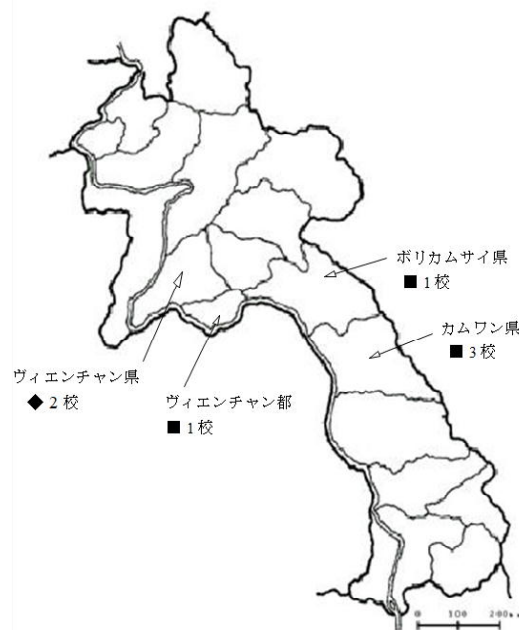 ボリカムサイ県
■ 1校
カムワン県
■ 3校
ヴィエンチャン県
◆ 2校
ヴィエンチャン都
■ 1校
0 100 200km